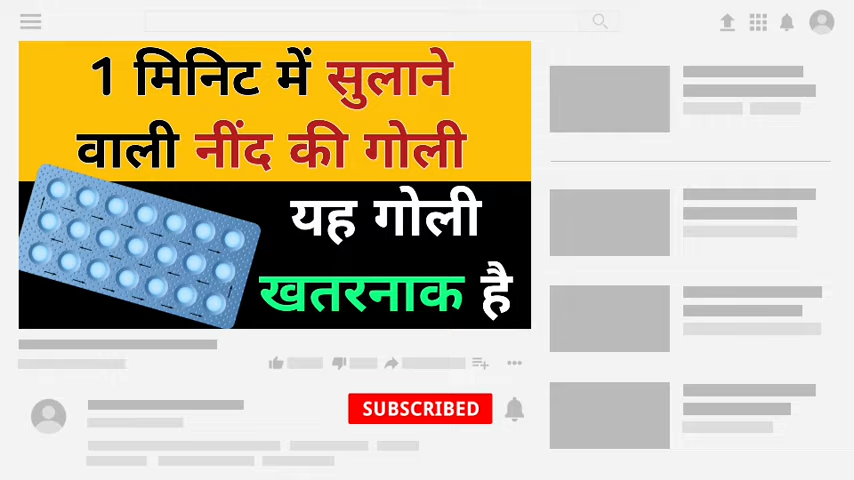 1 मिनिट में सुलाने
वाली नींद की गोली
यह गोली
खतरनाक है
SUBSCRIBED